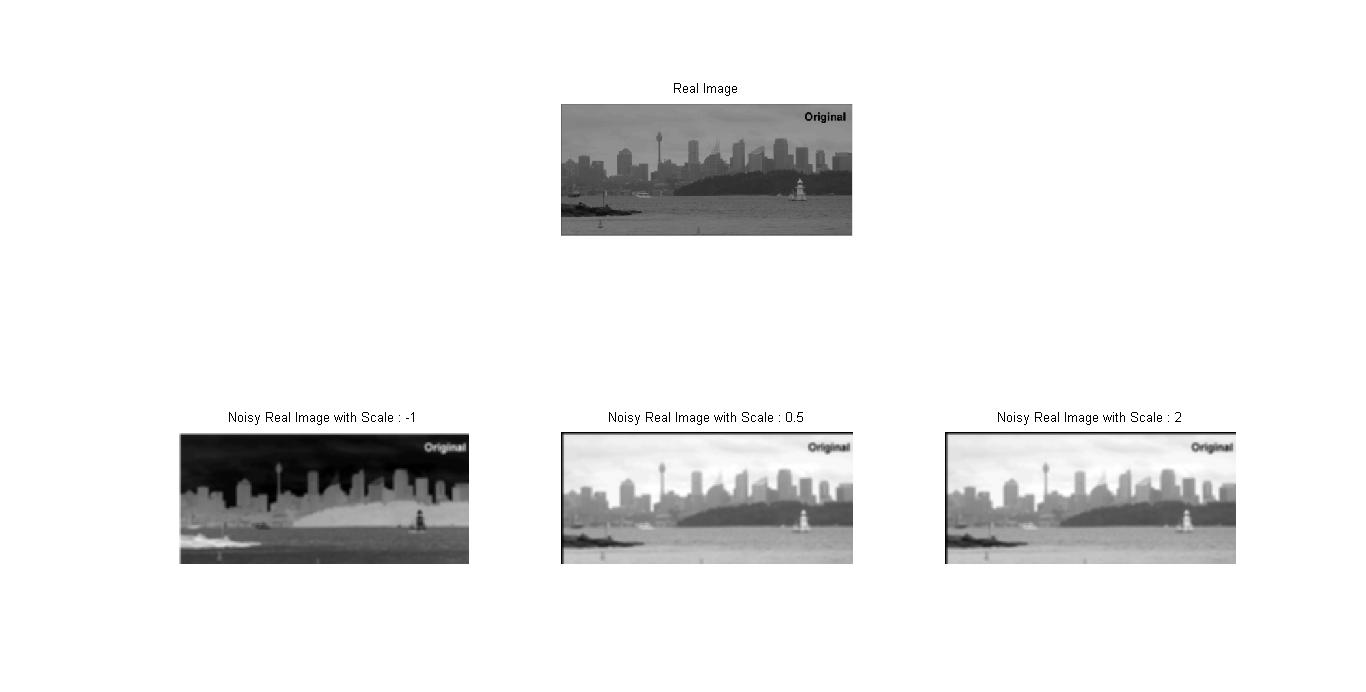 Real Image
Original
Noisy Real Image with Scale : -1
Original
Noisy Real Image with Scale : 0.5
Original
Noisy Real Image with Scale : 2
Original